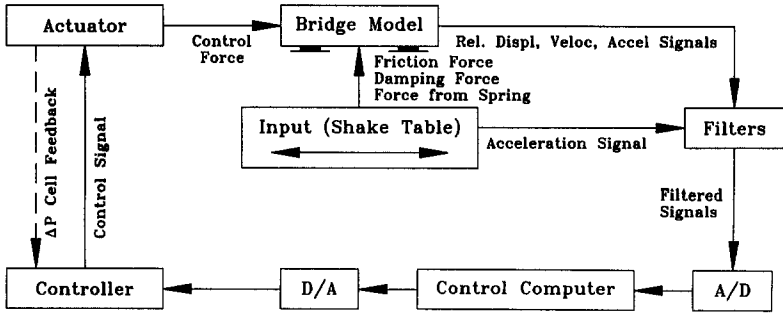 Actuator
Control
Force
Bridge Model
Rel. Displ, Veloc, Accel Signals
Friction Force
Damping Force
Force from Spring
Input (Shake Table)
Acceleration Signal
Filters
ΔP Cell Feedback
Control Signal
Filtered
Signals
Controller
D/A
Control Computer
A/D